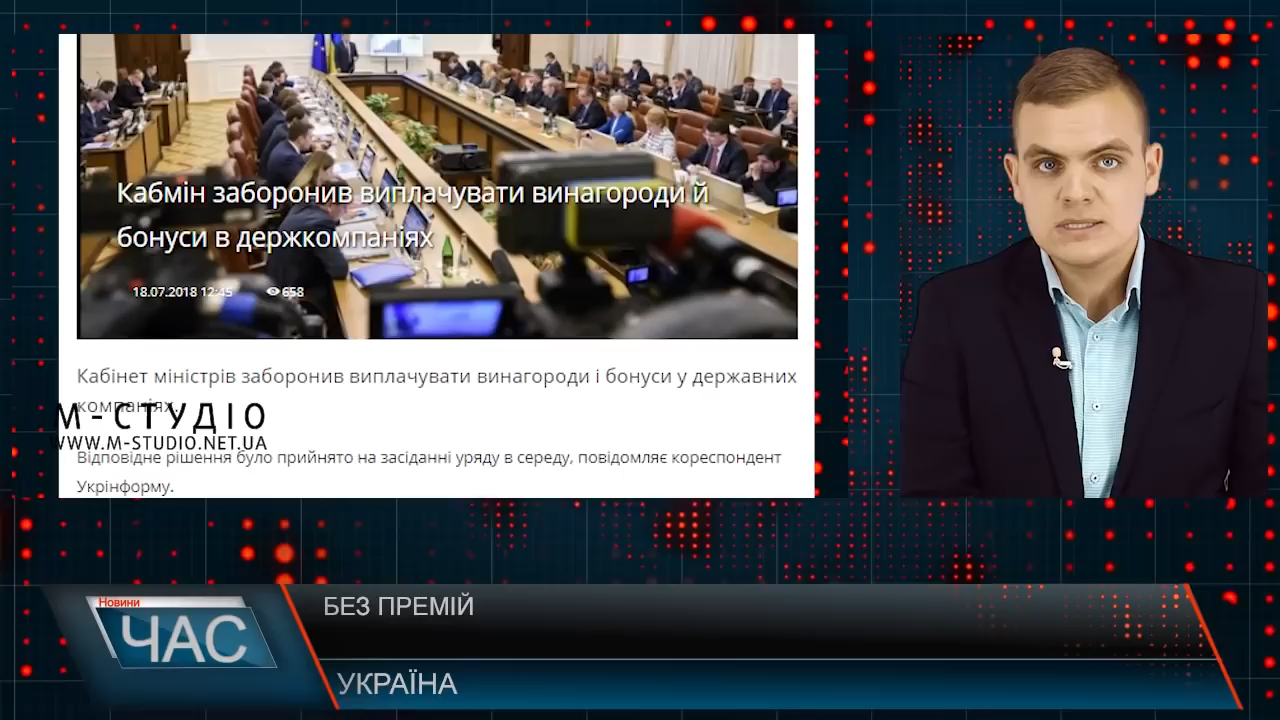 Кабмін заборонив виплачувати винагороди й
бонуси в держкомпаніях
18.07.2018 12:45 658
Кабінет міністрів заборонив виплачувати винагороди і бонуси у державних
компаніях.
М-СТУДІО
WWW.M-STUDIO.NET.UA
Відповідне рішення було прийнято на засіданні уряду в середу, повідомляє кореспондент
Укрінформу.
Новини
ЧАС
БЕЗ ПРЕМІЙ
УКРАЇНА